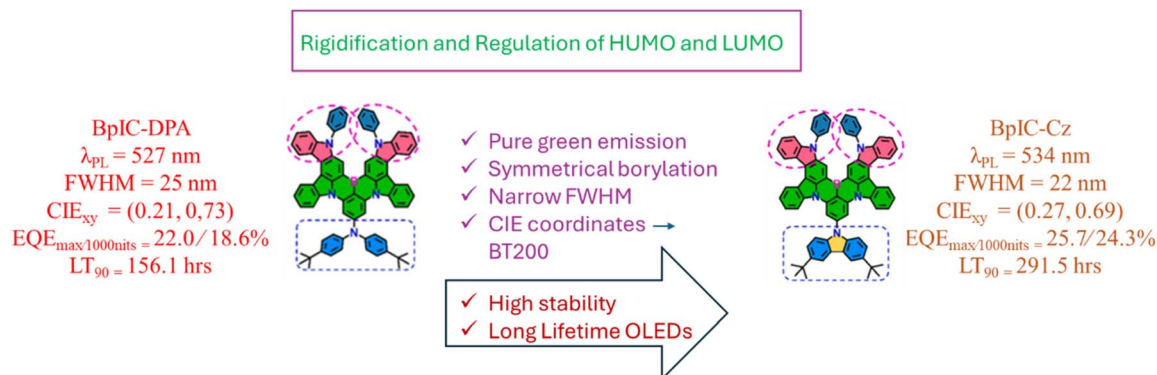 Rigidification and Regulation of HUMO and LUMO
BpIC-DPA
λPL = 527 nm
FWHM = 25 nm
CIExy = (0.21, 0,73)
EQEmax/1000nits = 22.0/18.6%
LT90 = 156.1 hrs
N
N
B
N
N
N
✓ Pure green emission
✓ Symmetrical borylation
✓ Narrow FWHM
✓ CIE coordinates →
BT200
✓ High stability
✓ Long Lifetime OLEDs
N
N
B
N
N
N
BpIC-Cz
λPL = 534 nm
FWHM = 22 nm
CIExy = (0.27, 0.69)
EQEmax/1000nits = 25.7/24.3%
LT90 = 291.5 hrs